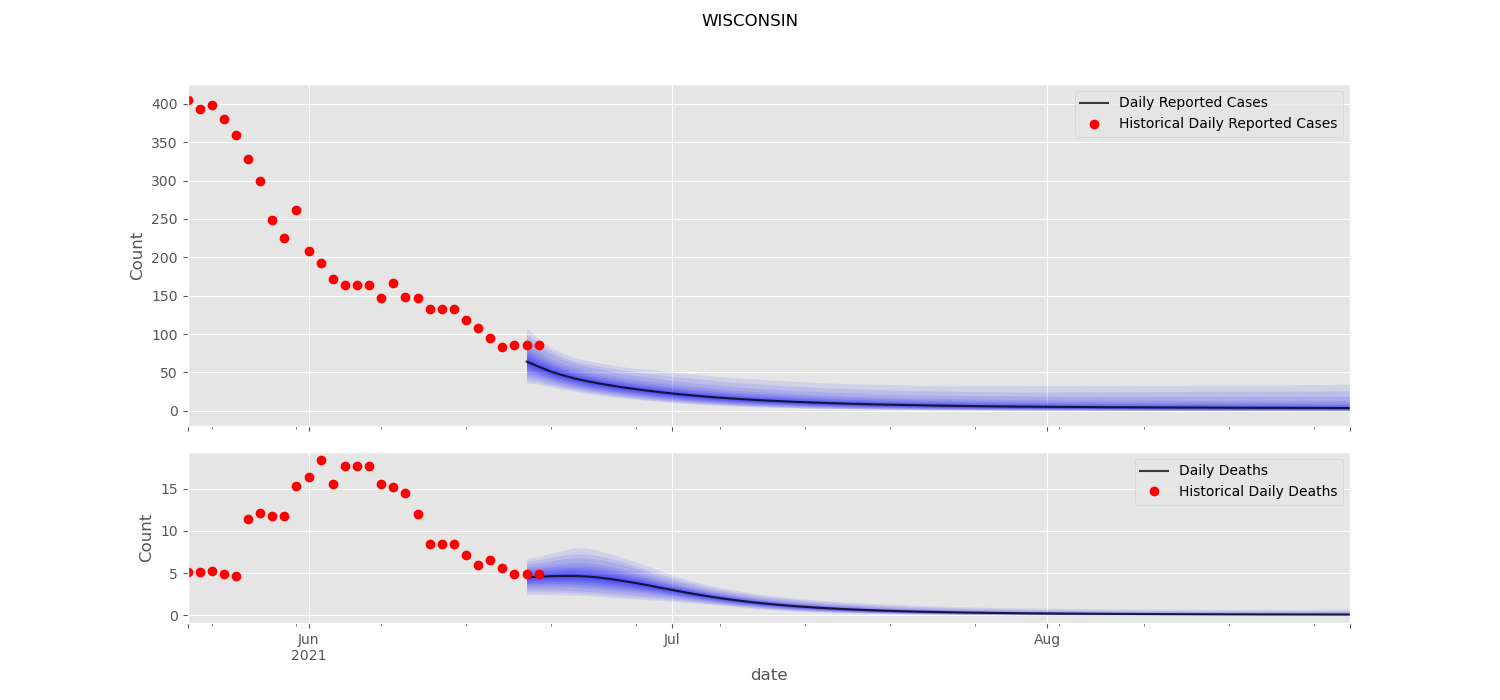 WISCONSIN
400
350
300
250
200
150
100
50
0
Count
Daily Reported Cases
Historical Daily Reported Cases
15
10
5
0
Count
Daily Deaths
Historical Daily Deaths
Jun
2021
Jul
Aug
date